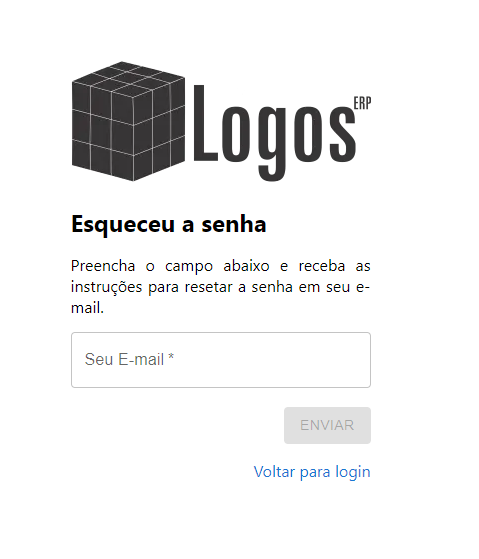 Logos ERP
Esqueceu a senha
Preencha o campo abaixo e receba as
instruções para resetar a senha em seu e-
mail.
Seu E-mail *
ENVIAR
Voltar para login